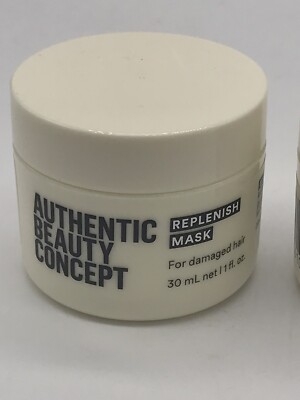 AUTHENTIC
BEAUTY
CONCEPT
REPLENISH
MASK
For damaged hair
30 mL net | 1 fl. oz.